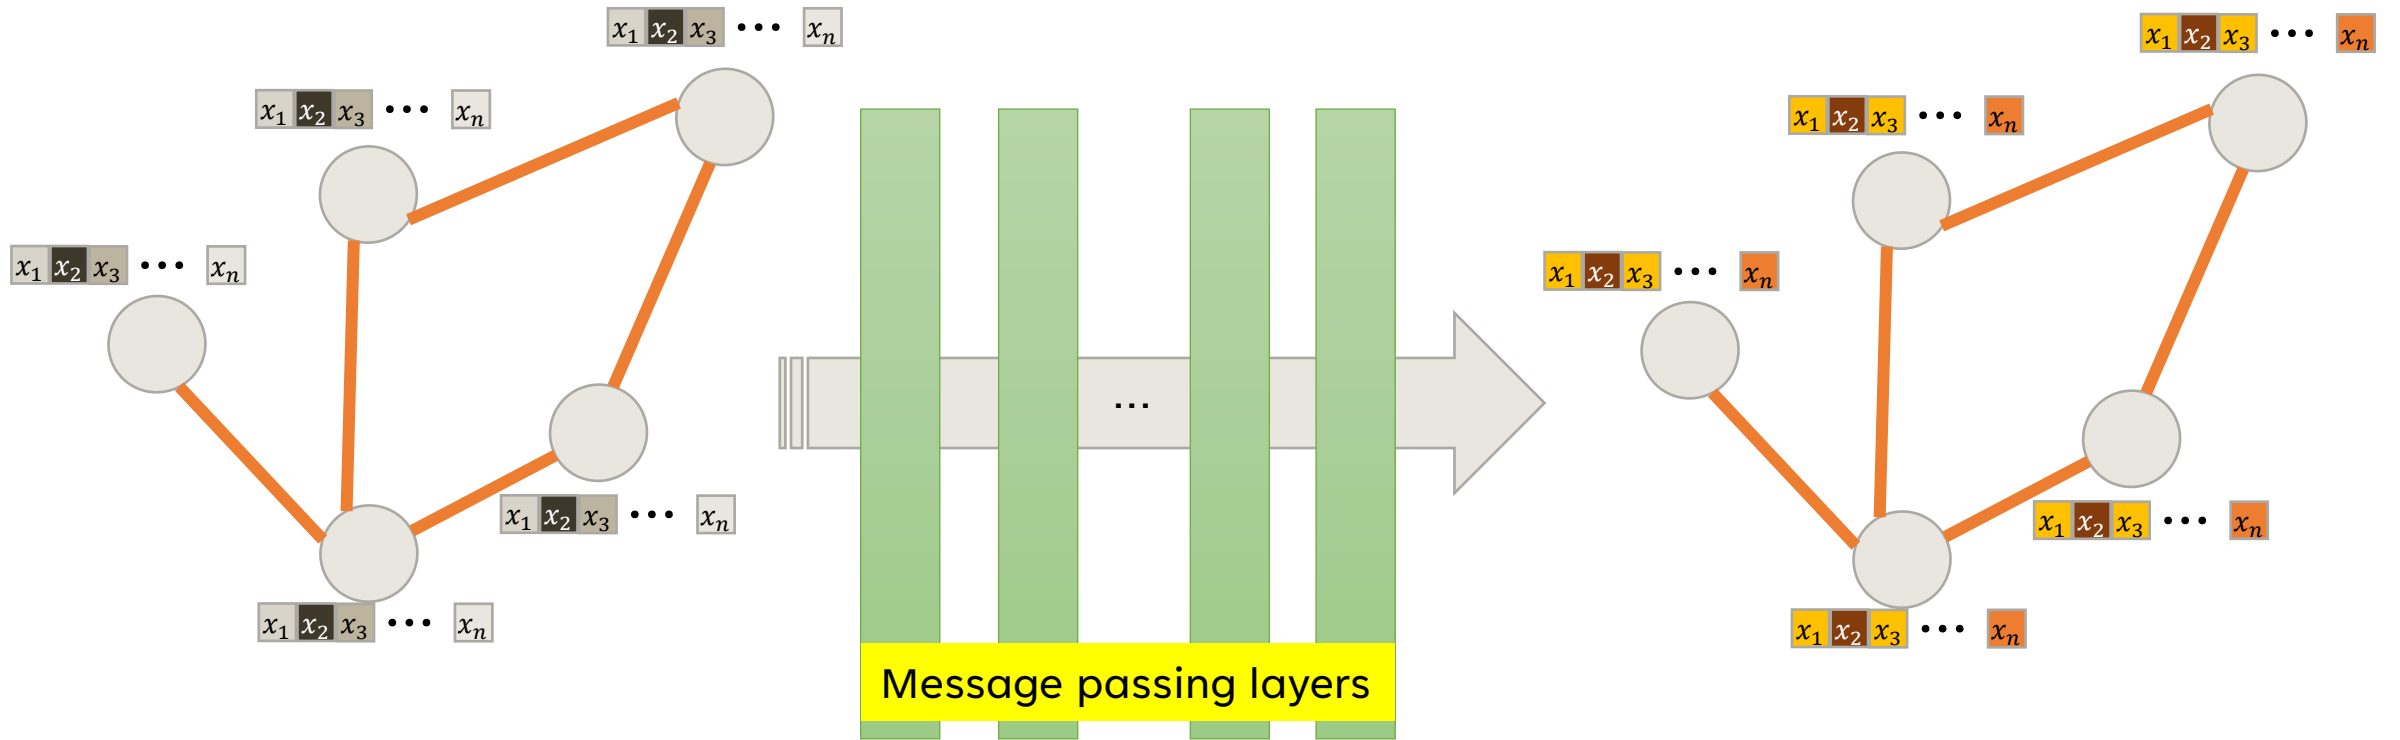 x₁ x₂ x₃ ··· xₙ
x₁ x₂ x₃ ··· xₙ
x₁ x₂ x₃ ··· xₙ
x₁ x₂ x₃ ··· xₙ
x₁ x₂ x₃ ··· xₙ
...
Message passing layers
x₁ x₂ x₃ ··· xₙ
x₁ x₂ x₃ ··· xₙ
x₁ x₂ x₃ ··· xₙ
x₁ x₂ x₃ ··· xₙ
x₁ x₂ x₃ ··· xₙ